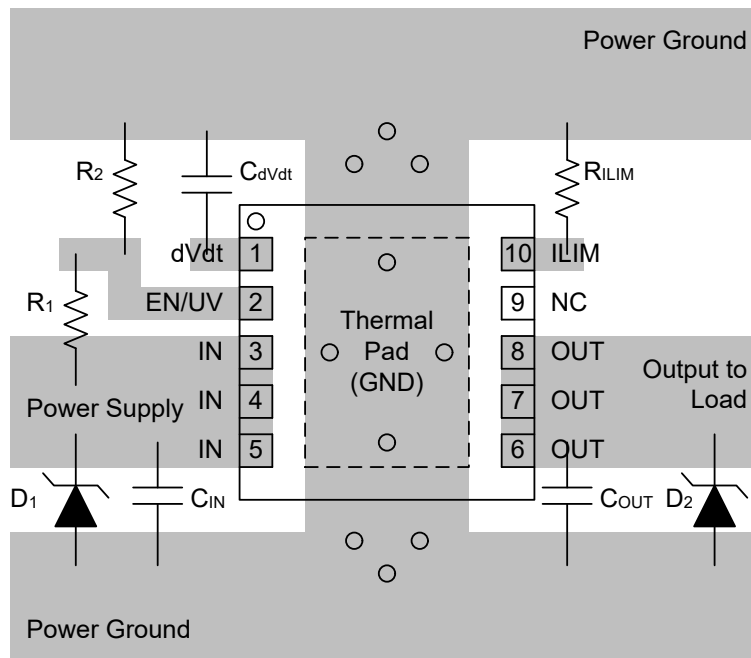 Power Ground
R2
CdVdt
RILIM
dVdt 1
10 ILIM
R1
EN/UV 2
9 NC
Thermal
Pad
(GND)
IN 3
8 OUT
Output to
Load
Power Supply
IN 4
7 OUT
IN 5
6 OUT
D1
CIN
COUT
D2
Power Ground